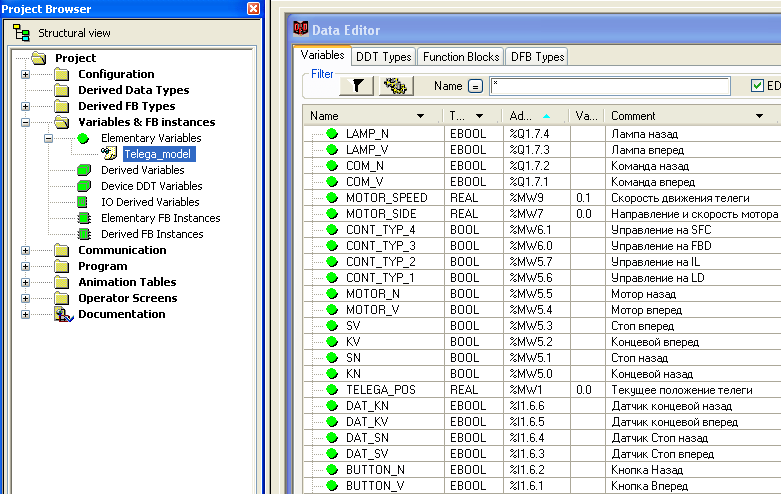 Project Browser
Structural view
Project
Configuration
Derived Data Types
Derived FB Types
Variables & FB instances
Elementary Variables
Telega_model
Derived Variables
Device DDT Variables
IO Derived Variables
Elementary FB Instances
Derived FB Instances
Communication
Program
Animation Tables
Operator Screens
Documentation
Data Editor
Variables DDT Types Function Blocks DFB Types
Filter
Name = * ED
Name T... Ad... Va... Comment
LAMP_N EBOOL %Q1.7.4 Лампа назад
LAMP_V EBOOL %Q1.7.3 Лампа вперед
COM_N EBOOL %Q1.7.2 Команда назад
COM_V EBOOL %Q1.7.1 Команда вперед
MOTOR_SPEED REAL %MW9 0.1 Скорость движения телеги
MOTOR_SIDE REAL %MW7 0.0 Направление и скорость мотора
CONT_TYP_4 BOOL %MW6.1 Управление на SFC
CONT_TYP_3 BOOL %MW6.0 Управление на FBD
CONT_TYP_2 BOOL %MW5.7 Управление на IL
CONT_TYP_1 BOOL %MW5.6 Управление на LD
MOTOR_N BOOL %MW5.5 Мотор назад
MOTOR_V BOOL %MW5.4 Мотор вперед
SV BOOL %MW5.3 Стоп вперед
KV BOOL %MW5.2 Концевой вперед
SN BOOL %MW5.1 Стоп назад
KN BOOL %MW5.0 Концевой назад
TELEGA_POS REAL %MW1 0.0 Текущее положение телеги
DAT_KN EBOOL %I1.6.6 Датчик концевой назад
DAT_KV EBOOL %I1.6.5 Датчик концевой вперед
DAT_SN EBOOL %I1.6.4 Датчик Стоп назад
DAT_SV EBOOL %I1.6.3 Датчик Стоп вперед
BUTTON_N EBOOL %I1.6.2 Кнопка Назад
BUTTON_V EBOOL %I1.6.1 Кнопка Вперед